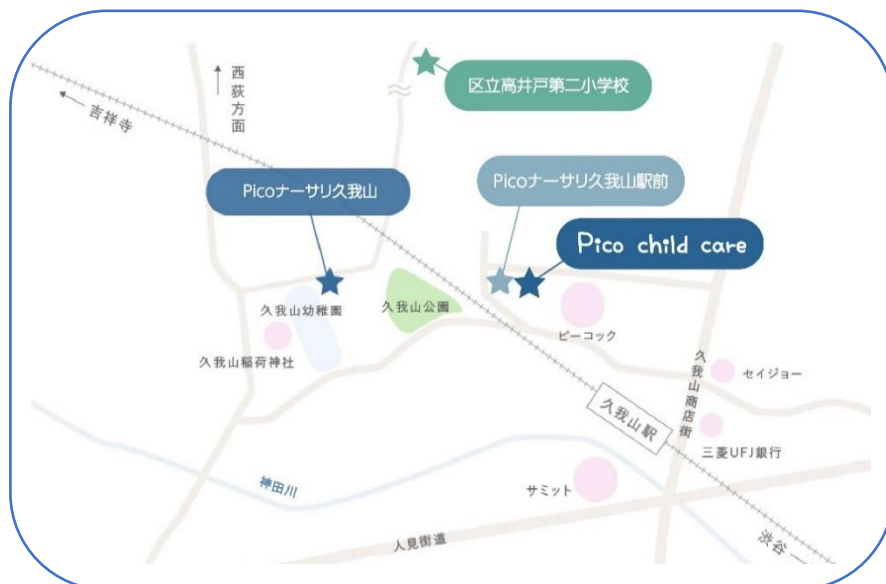 区立高井戸第二小学校
西荻方面
吉祥寺
Picoナーサリ久我山
Picoナーサリ久我山駅前
Pico child care
久我山幼稚園
久我山公園
久我山稲荷神社
ピーコック
久我山商店街
セイジョー
久我山駅
三菱UFJ銀行
サミット
神田川
人見街道
渋谷